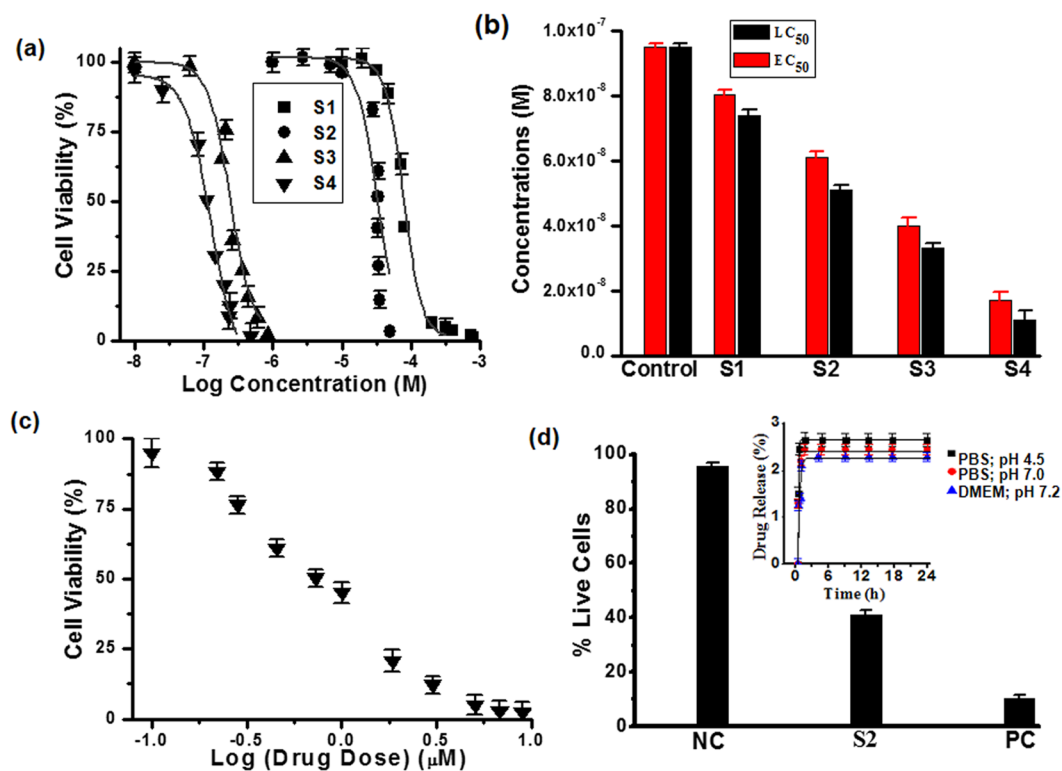 (a)
100
75
50
25
0
Cell Viability (%)
S1
S2
S3
S4
-8 -7 -6 -5 -4 -3
Log Concentration (M)
(b)
1.0x10-7
8.0x10-8
6.0x10-8
4.0x10-8
2.0x10-8
0.0
Concentrations (M)
LC50
EC50
Control S1 S2 S3 S4
(c)
100
75
50
25
0
Cell Viability (%)
-1.0 -0.5 0.0 0.5 1.0
Log (Drug Dose) (μM)
(d)
100
80
60
40
20
0
% Live Cells
NC S2 PC
3
2
1
0
Drug Release (%)
0 6 12 18 24
Time (h)
PBS; pH 4.5
PBS; pH 7.0
DMEM; pH 7.2